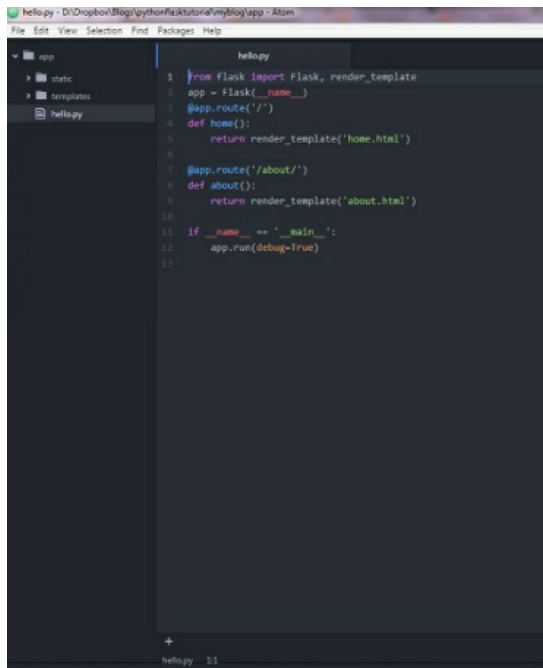 hello.py - D:\Dropbox\Blogs\pythonflasktutorial\myblog\app - Atom
File Edit View Selection Find Packages Help
app
static
templates
hello.py
hello.py
1 from flask import Flask, render_template
2 app = Flask(__name__)
3 @app.route('/')
4 def home():
5     return render_template('home.html')
6
7 @app.route('/about/')
8 def about():
9     return render_template('about.html')
10
11 if __name__ == '__main__':
12     app.run(debug=True)
13
+
hello.py 1:1